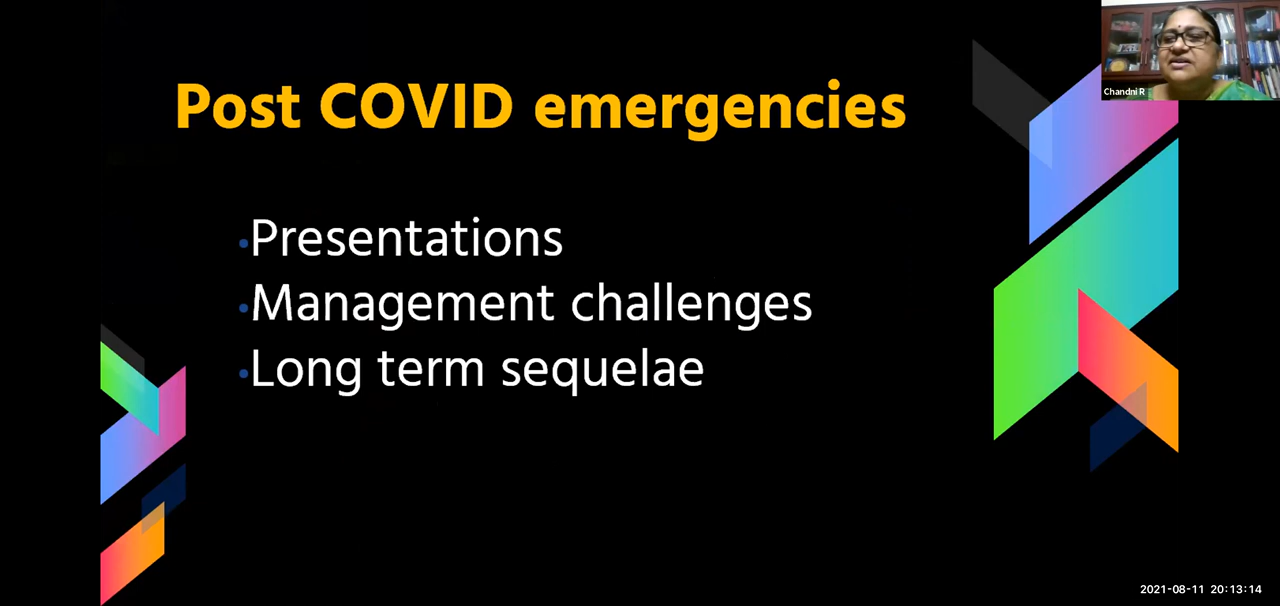 Chandni R
Post COVID emergencies
•Presentations
•Management challenges
•Long term sequelae
2021-08-11 20:13:14